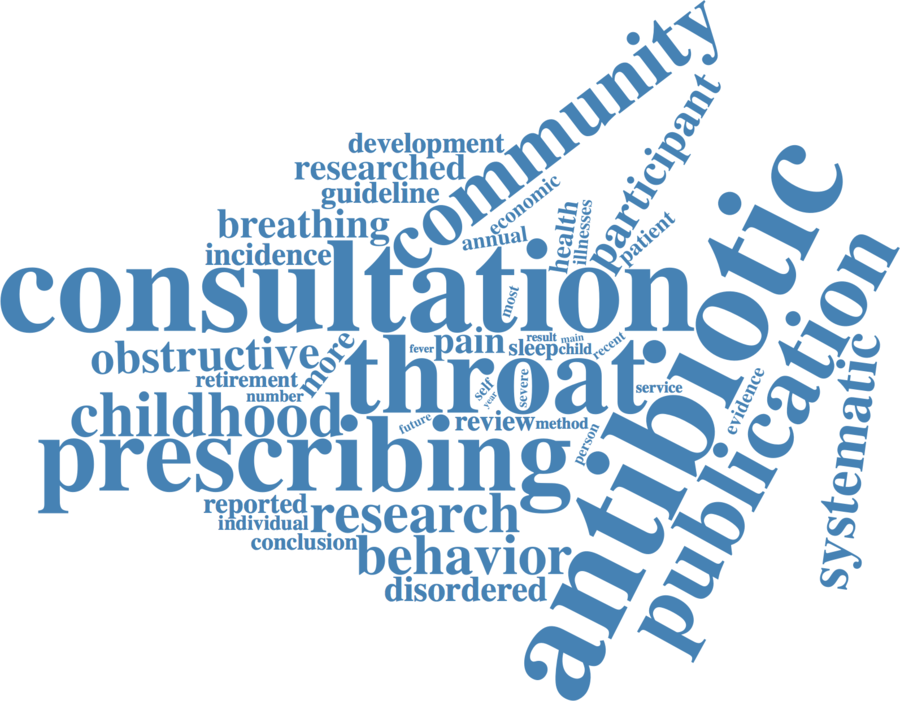 community
development
researched
participant
guideline
economic
breathing
health
illnesses
patient
annual
incidence
antibiotic
consultation
most
publication
result
main
recent
pain
fever
sleep
child
obstructive
more
throat
retirement
self
severe
service
number
year
evidence
systematic
childhood
future
review
method
person
prescribing
reported
research
individual
conclusion
behavior
disordered